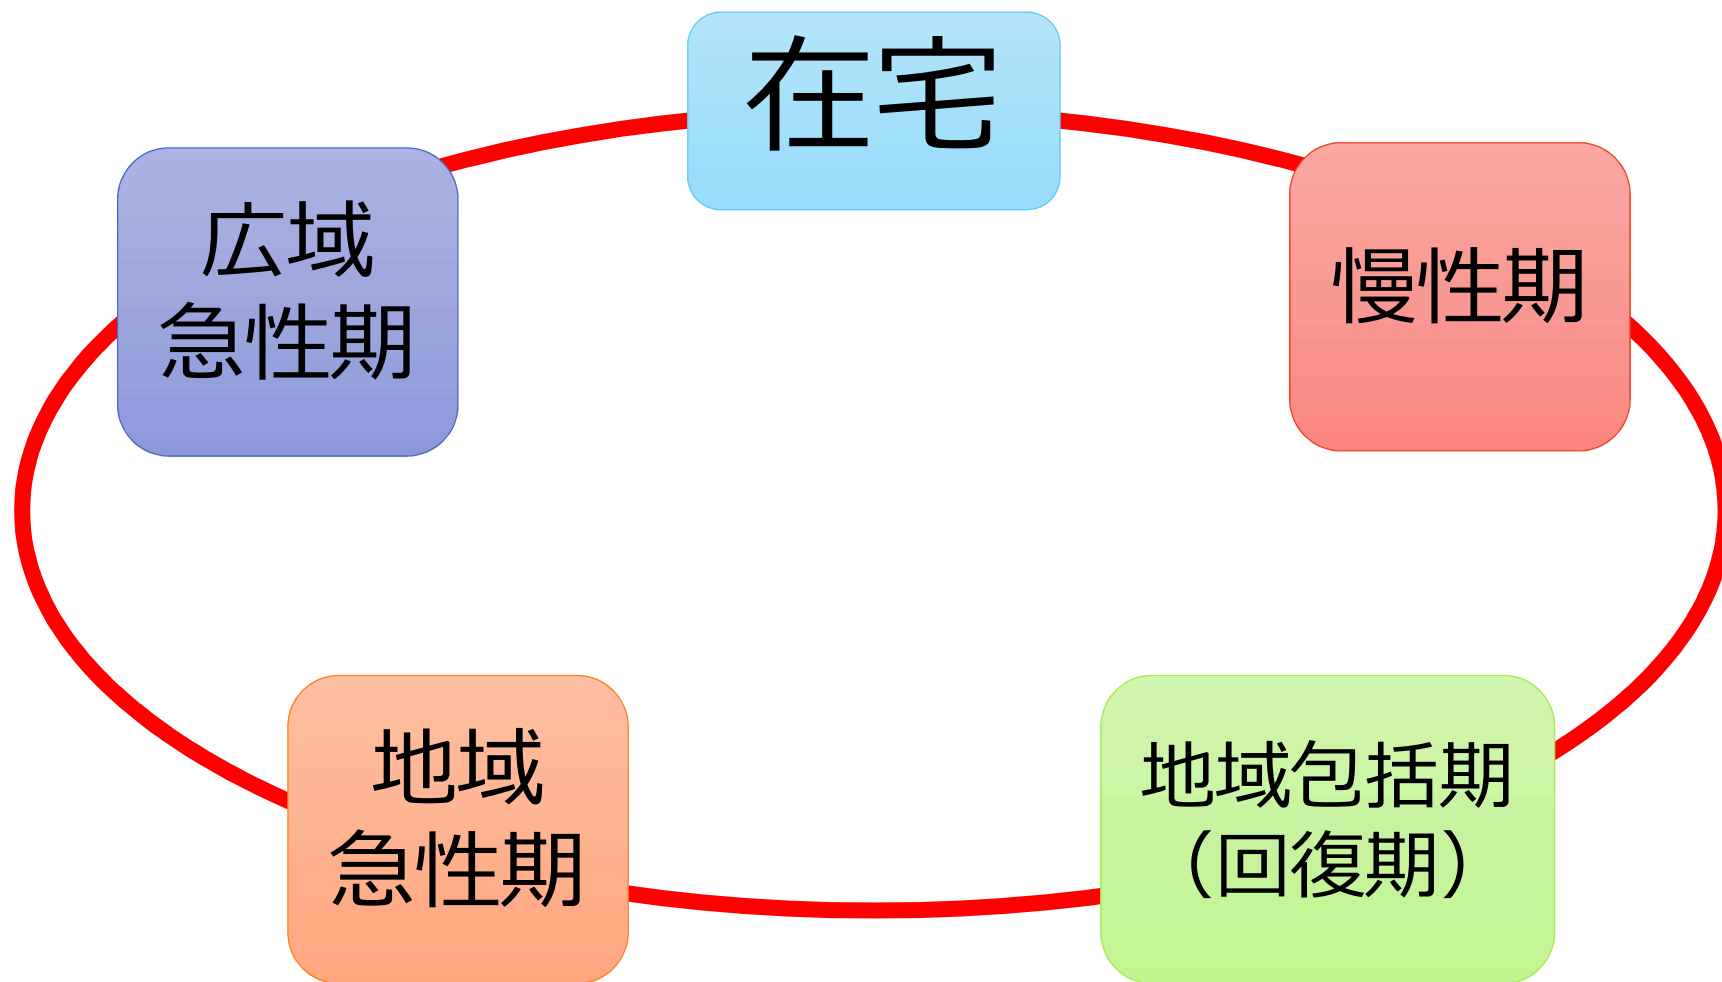 在宅
広域
急性期
慢性期
地域
急性期
地域包括期
（回復期）